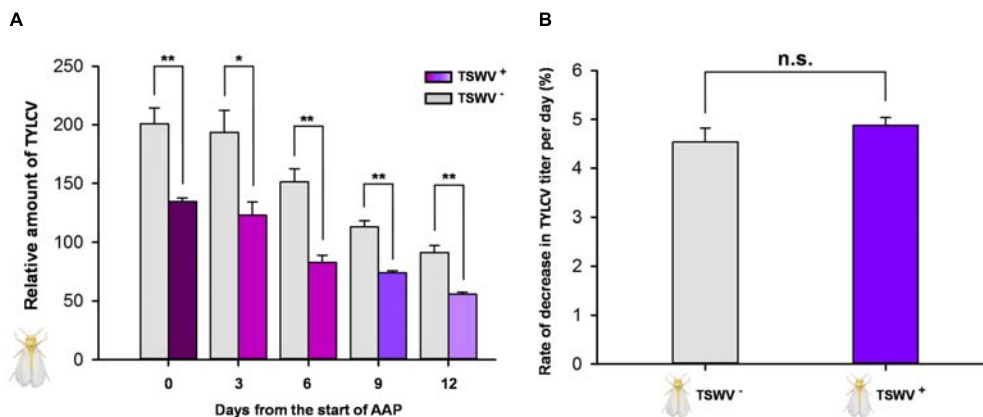 A
Relative amount of TYLCV
250
200
150
100
50
0
**
*
**
**
**
TSWV +
TSWV -
0 3 6 9 12
Days from the start of AAP
B
Rate of decrease in TYLCV titer per day (%)
6
5
4
3
2
1
0
n.s.
TSWV - TSWV +